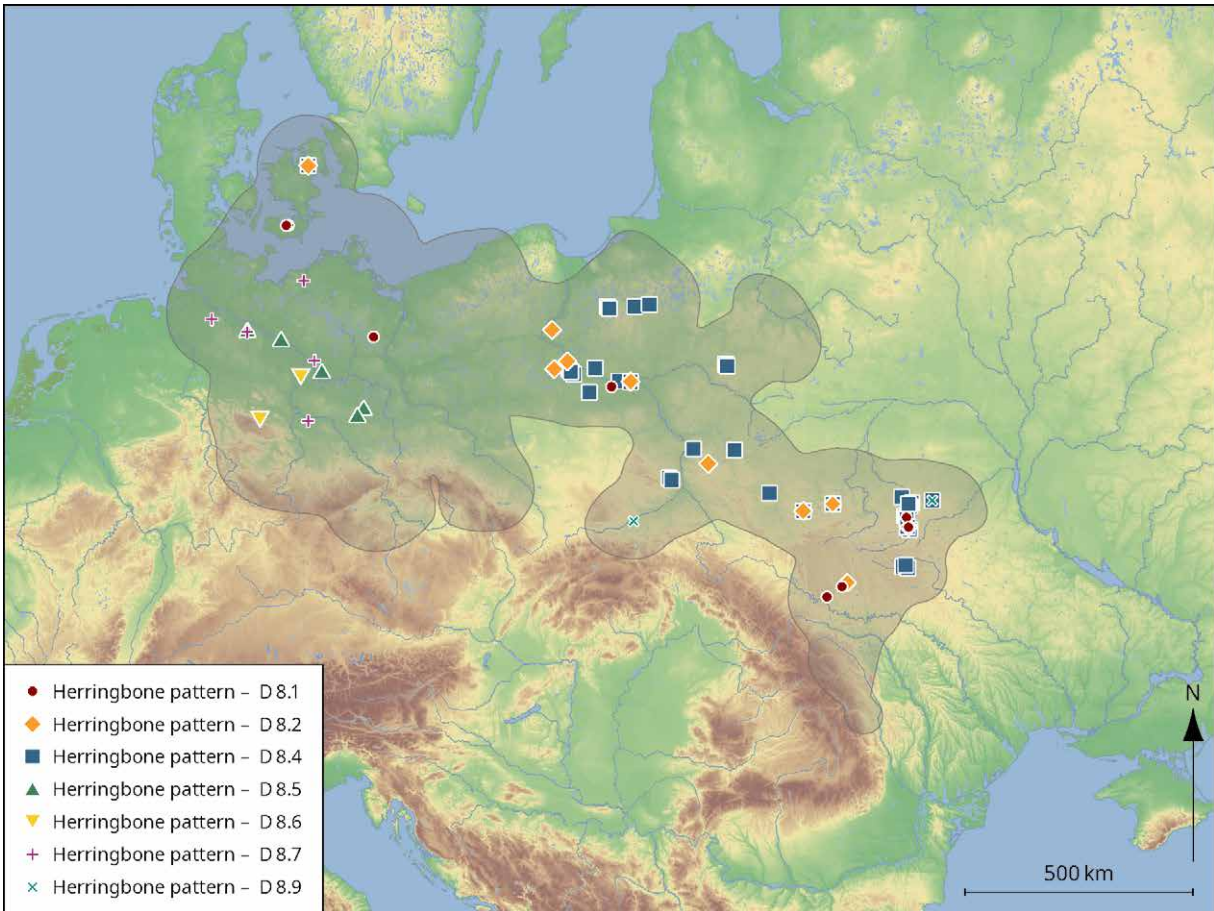 Herringbone pattern – D 8.1
Herringbone pattern – D 8.2
Herringbone pattern – D 8.4
Herringbone pattern – D 8.5
Herringbone pattern – D 8.6
Herringbone pattern – D 8.7
Herringbone pattern – D 8.9
N
500 km